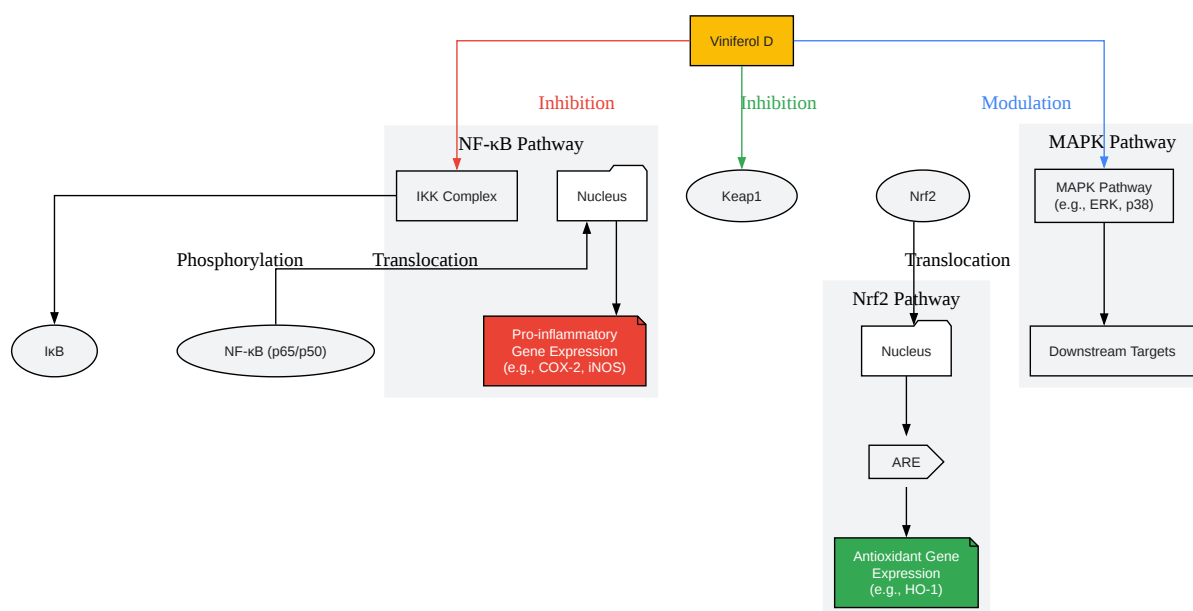 Viniferol D
Inhibition
Inhibition
Modulation
NF-κB Pathway
MAPK Pathway
IKK Complex
Nucleus
Keap1
Nrf2
MAPK Pathway
(e.g., ERK, p38)
Phosphorylation
Translocation
Translocation
Nrf2 Pathway
IκB
NF-κB (p65/p50)
Pro-inflammatory
Gene Expression
(e.g., COX-2, iNOS)
Nucleus
Downstream Targets
ARE
Antioxidant Gene
Expression
(e.g., HO-1)